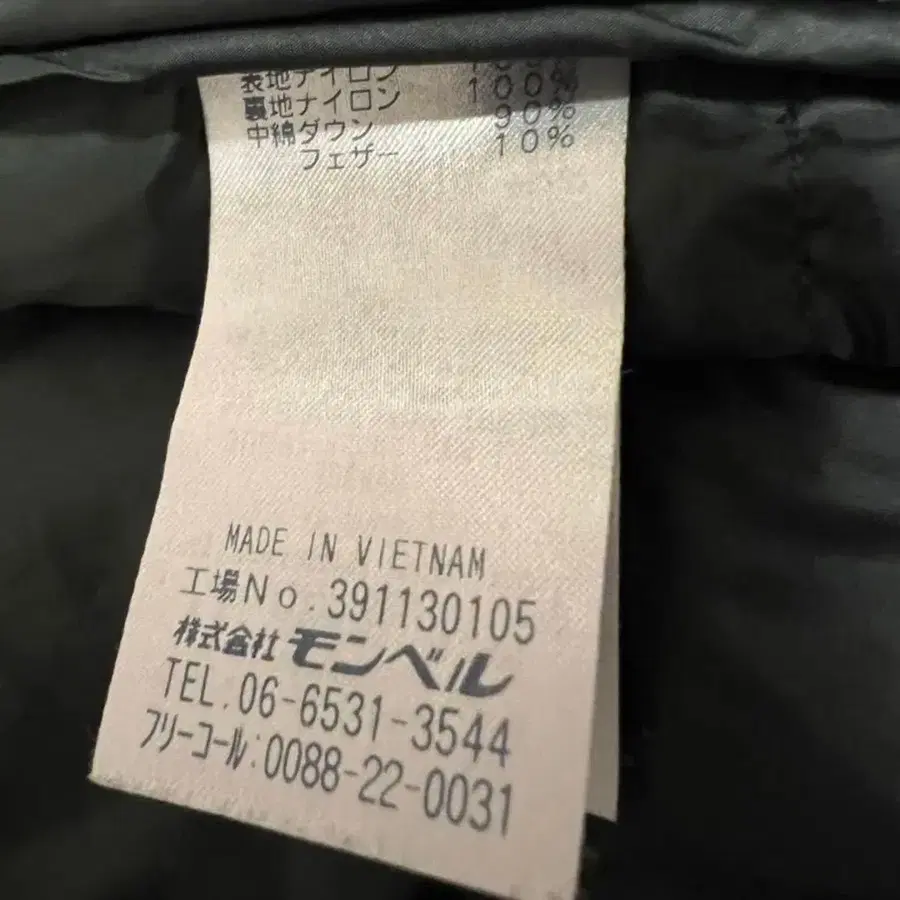 表地ナイロン 100%
裏地ナイロン 100%
中綿ダウン 90%
フェザー 10%
MADE IN VIETNAM
工場No.391130105
株式会社モンベル
TEL.06-6531-3544
フリーコール:0088-22-0031